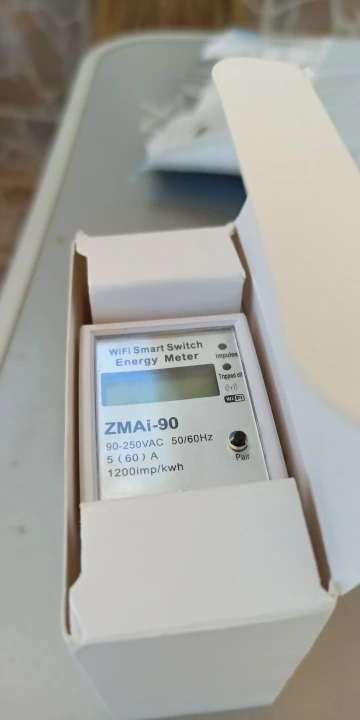 WiFi Smart Switch
Energy Meter
Impulse
Tripped off
WiFi
ZMAi-90
90-250VAC 50/60Hz
5(60)A
1200imp/kwh
Pair